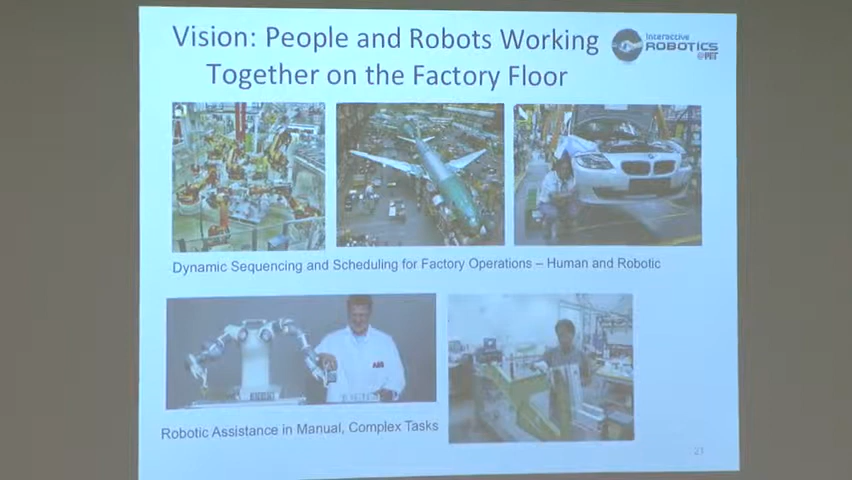 Vision: People and Robots Working
Together on the Factory Floor
Interactive
ROBOTICS
Dynamic Sequencing and Scheduling for Factory Operations – Human and Robotic
ABB
Robotic Assistance in Manual, Complex Tasks